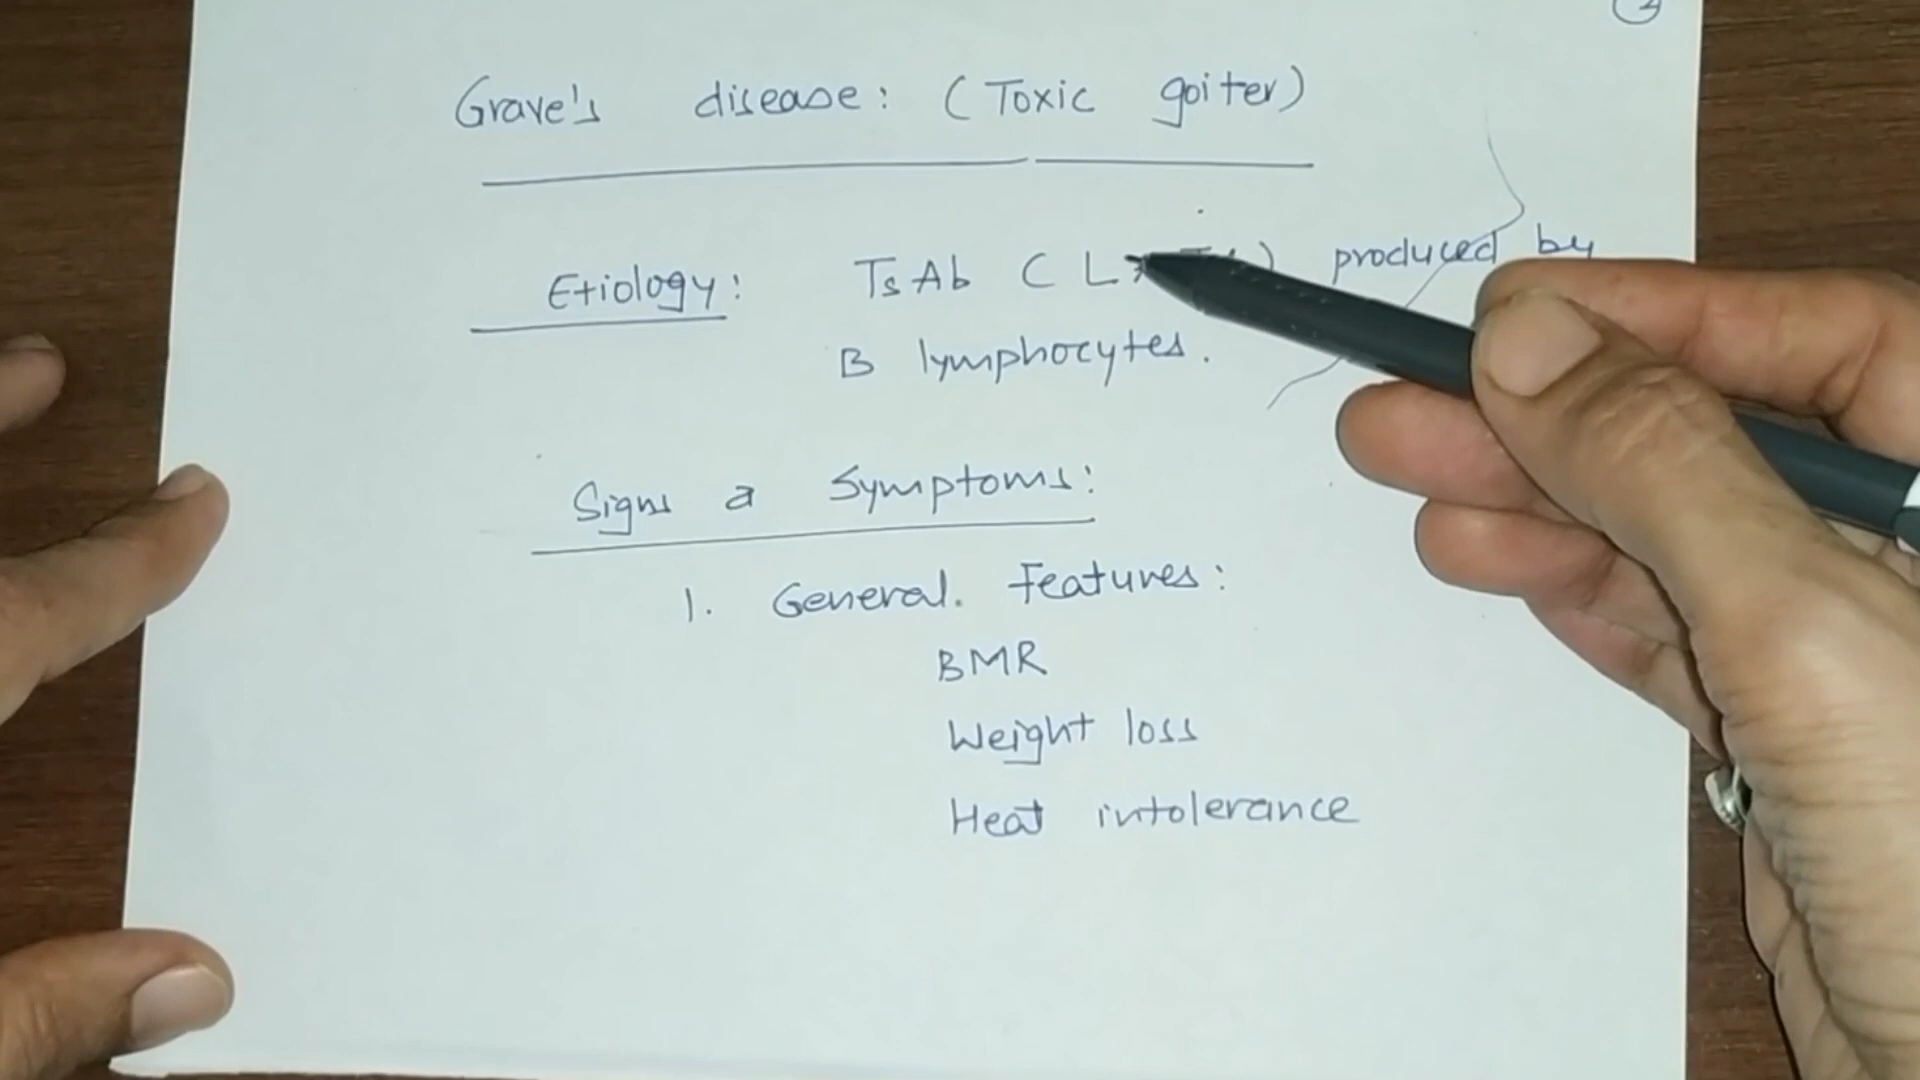 2
Grave's disease: (Toxic goiter)
Etiology: TsAb ( L produced by
B lymphocytes.
Signs & Symptoms:
1. General. Features:
BMR
Weight loss
Heat intolerance